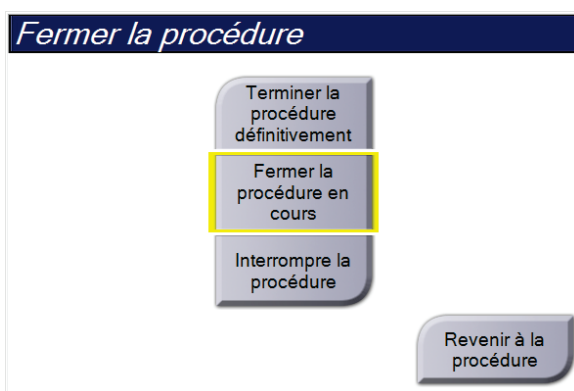 Fermer la procédure
Terminer la
procédure
définitivement
Fermer la
procédure en
cours
Interrompre la
procédure
Revenir à la
procédure